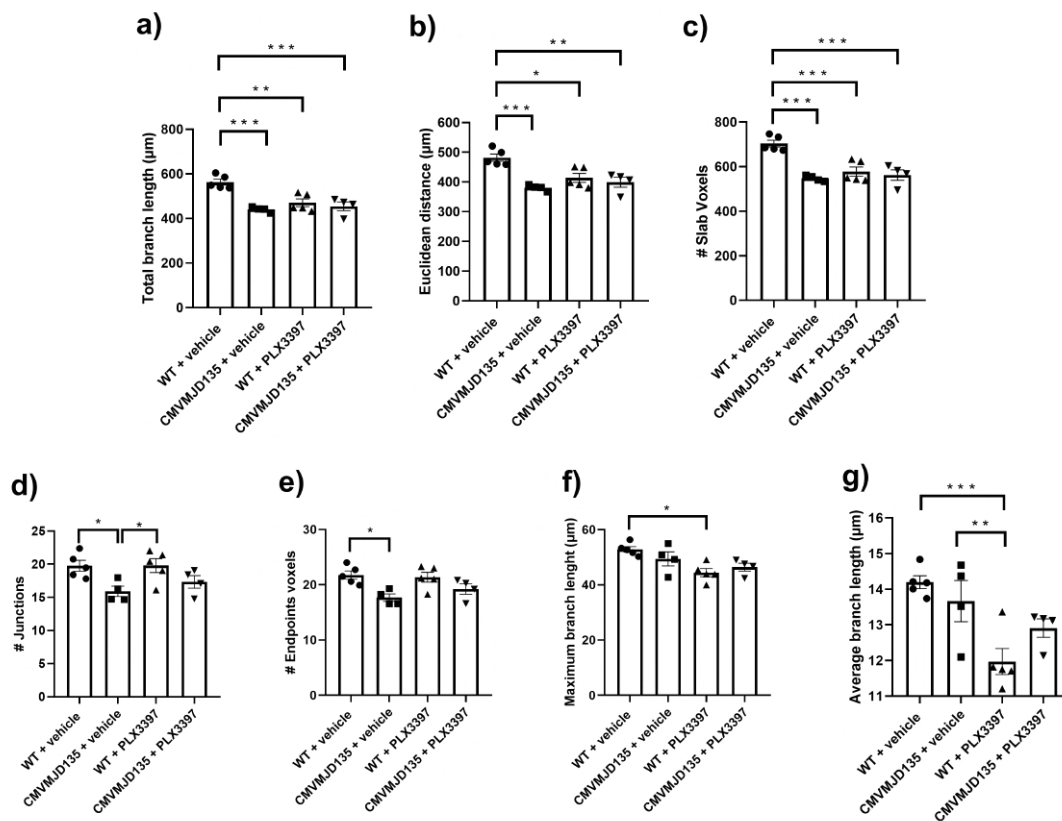 a)
* * *
* *
* * *
Total branch length (µm)
800
600
400
200
0
WT + vehicle
CMVMJD135 + vehicle
WT + PLX3397
CMVMJD135 + PLX3397
b)
* *
*
* * *
Euclidean distance (µm)
600
500
400
300
200
100
0
WT + vehicle
CMVMJD135 + vehicle
WT + PLX3397
CMVMJD135 + PLX3397
c)
* * *
* * *
* * *
# Slab Voxels
800
600
400
200
0
WT + vehicle
CMVMJD135 + vehicle
WT + PLX3397
CMVMJD135 + PLX3397
d)
*
*
# Junctions
25
20
15
10
5
0
WT + vehicle
CMVMJD135 + vehicle
WT + PLX3397
CMVMJD135 + PLX3397
e)
*
# Endpoints voxels
30
20
10
0
WT + vehicle
CMVMJD135 + vehicle
WT + PLX3397
CMVMJD135 + PLX3397
f)
*
Maximum branch lenght (µm)
60
40
20
0
WT + vehicle
CMVMJD135 + vehicle
WT + PLX3397
CMVMJD135 + PLX3397
g)
* * *
* *
Average branch length (µm)
16
15
14
13
12
11
WT + vehicle
CMVMJD135 + vehicle
WT + PLX3397
CMVMJD135 + PLX3397